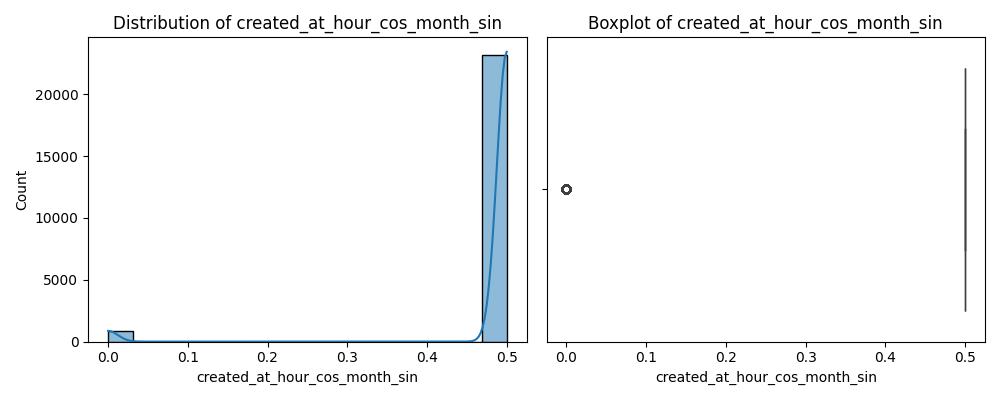 Distribution of created_at_hour_cos_month_sin
Count
20000
15000
10000
5000
0
0.0 0.1 0.2 0.3 0.4 0.5
created_at_hour_cos_month_sin
Boxplot of created_at_hour_cos_month_sin
0.0 0.1 0.2 0.3 0.4 0.5
created_at_hour_cos_month_sin